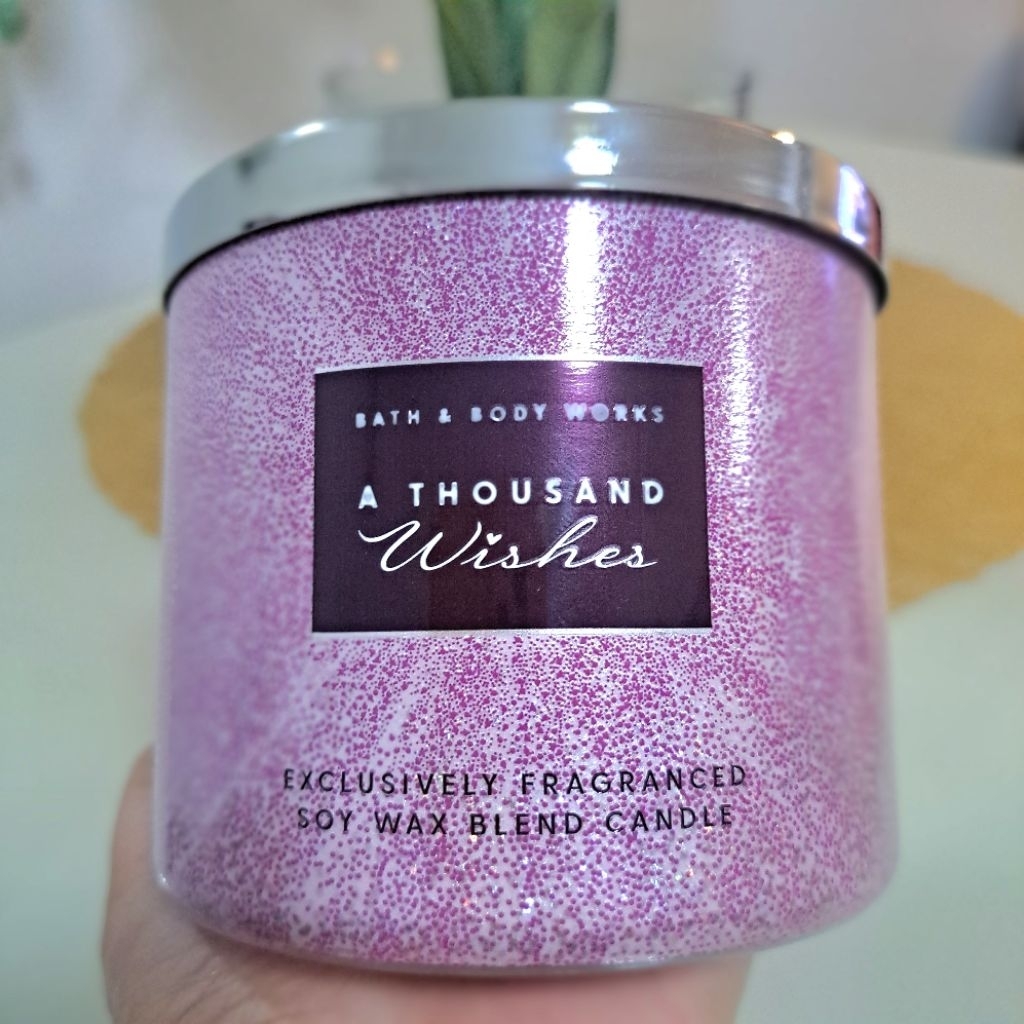 BATH & BODY WORKS
A THOUSAND
Wishes
EXCLUSIVELY FRAGRANCED
SOY WAX BLEND CANDLE